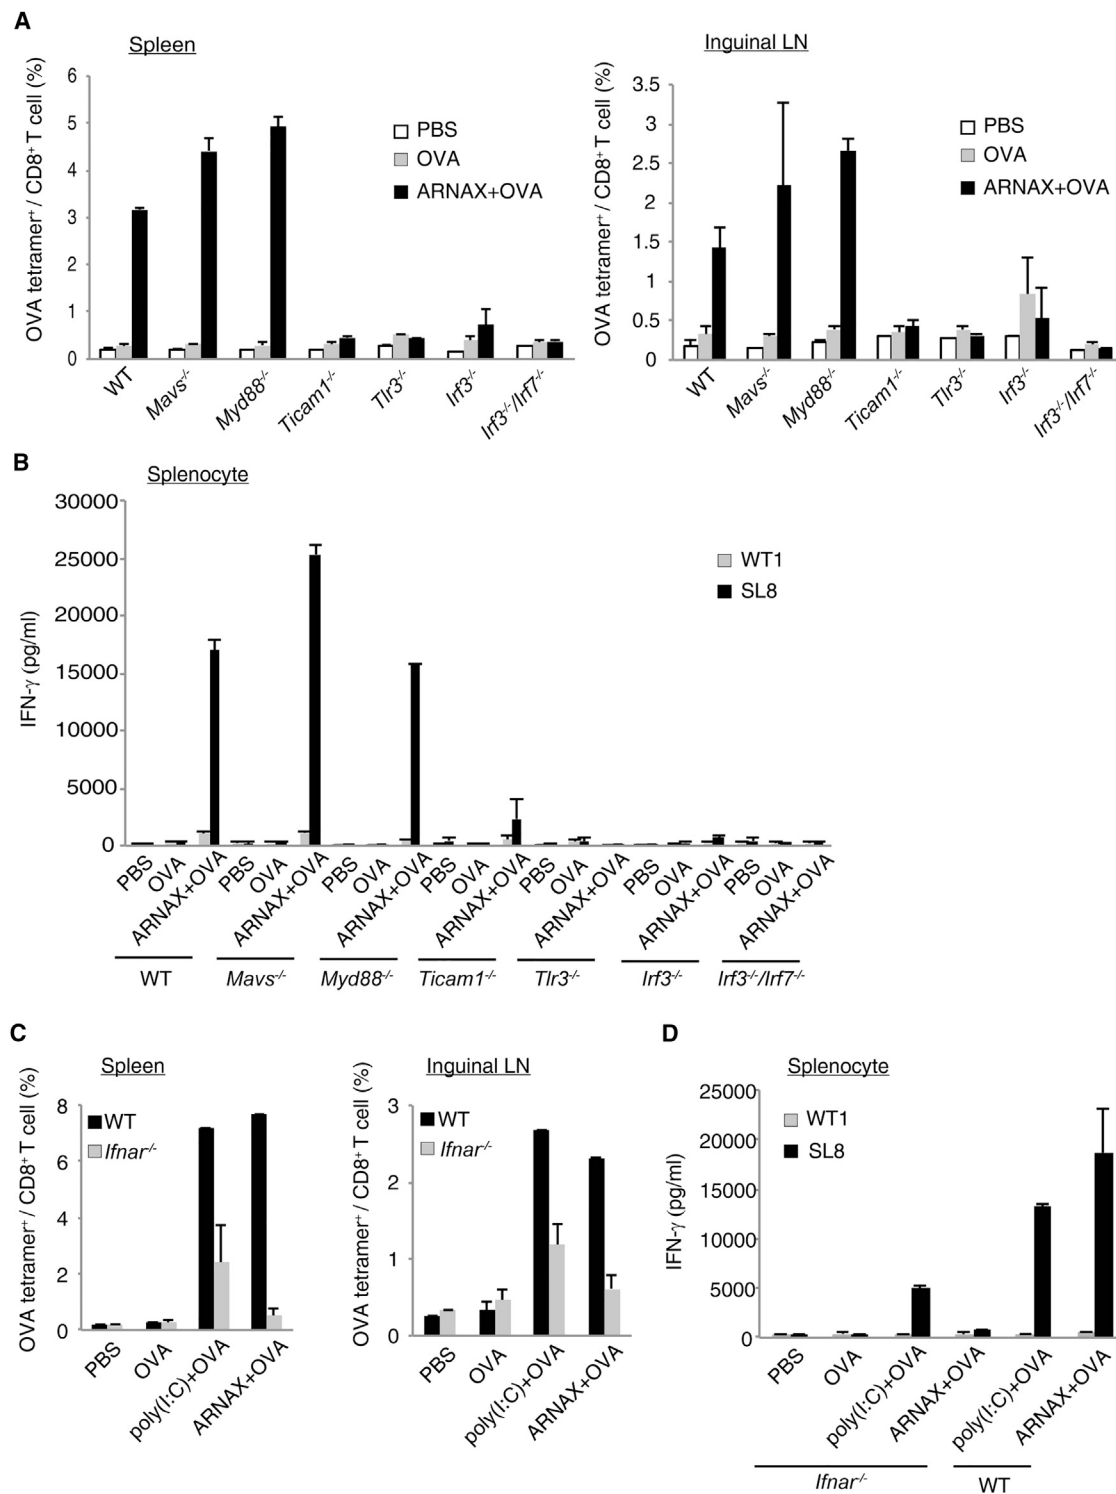 A
Spleen
OVA tetramer⁺ / CD8⁺ T cell (%)
6
5
4
3
2
1
0
PBS
OVA
ARNAX+OVA
WT
Mavs-/-
Myd88-/-
Ticam1-/-
Tlr3-/-
Irf3-/-
Irf3-/-/Irf7-/-
Inguinal LN
OVA tetramer⁺ / CD8⁺ T cell (%)
3.5
3
2.5
2
1.5
1
0.5
0
PBS
OVA
ARNAX+OVA
WT
Mavs-/-
Myd88-/-
Ticam1-/-
Tlr3-/-
Irf3-/-
Irf3-/-/Irf7-/-
B
Splenocyte
IFN-γ (pg/ml)
30000
25000
20000
15000
10000
5000
0
WT1
SL8
PBS
OVA
ARNAX+OVA
PBS
OVA
ARNAX+OVA
PBS
OVA
ARNAX+OVA
PBS
OVA
ARNAX+OVA
PBS
OVA
ARNAX+OVA
PBS
OVA
ARNAX+OVA
PBS
OVA
ARNAX+OVA
WT
Mavs-/-
Myd88-/-
Ticam1-/-
Tlr3-/-
Irf3-/-
Irf3-/-/Irf7-/-
C
Spleen
OVA tetramer⁺ / CD8⁺ T cell (%)
8
6
4
2
0
WT
Ifnar-/-
PBS
OVA
poly(I:C)+OVA
ARNAX+OVA
Inguinal LN
OVA tetramer⁺ / CD8⁺ T cell (%)
3
2
1
0
WT
Ifnar-/-
PBS
OVA
poly(I:C)+OVA
ARNAX+OVA
D
Splenocyte
IFN-γ (pg/ml)
25000
20000
15000
10000
5000
0
WT1
SL8
PBS
OVA
poly(I:C)+OVA
ARNAX+OVA
poly(I:C)+OVA
ARNAX+OVA
Ifnar-/-
WT